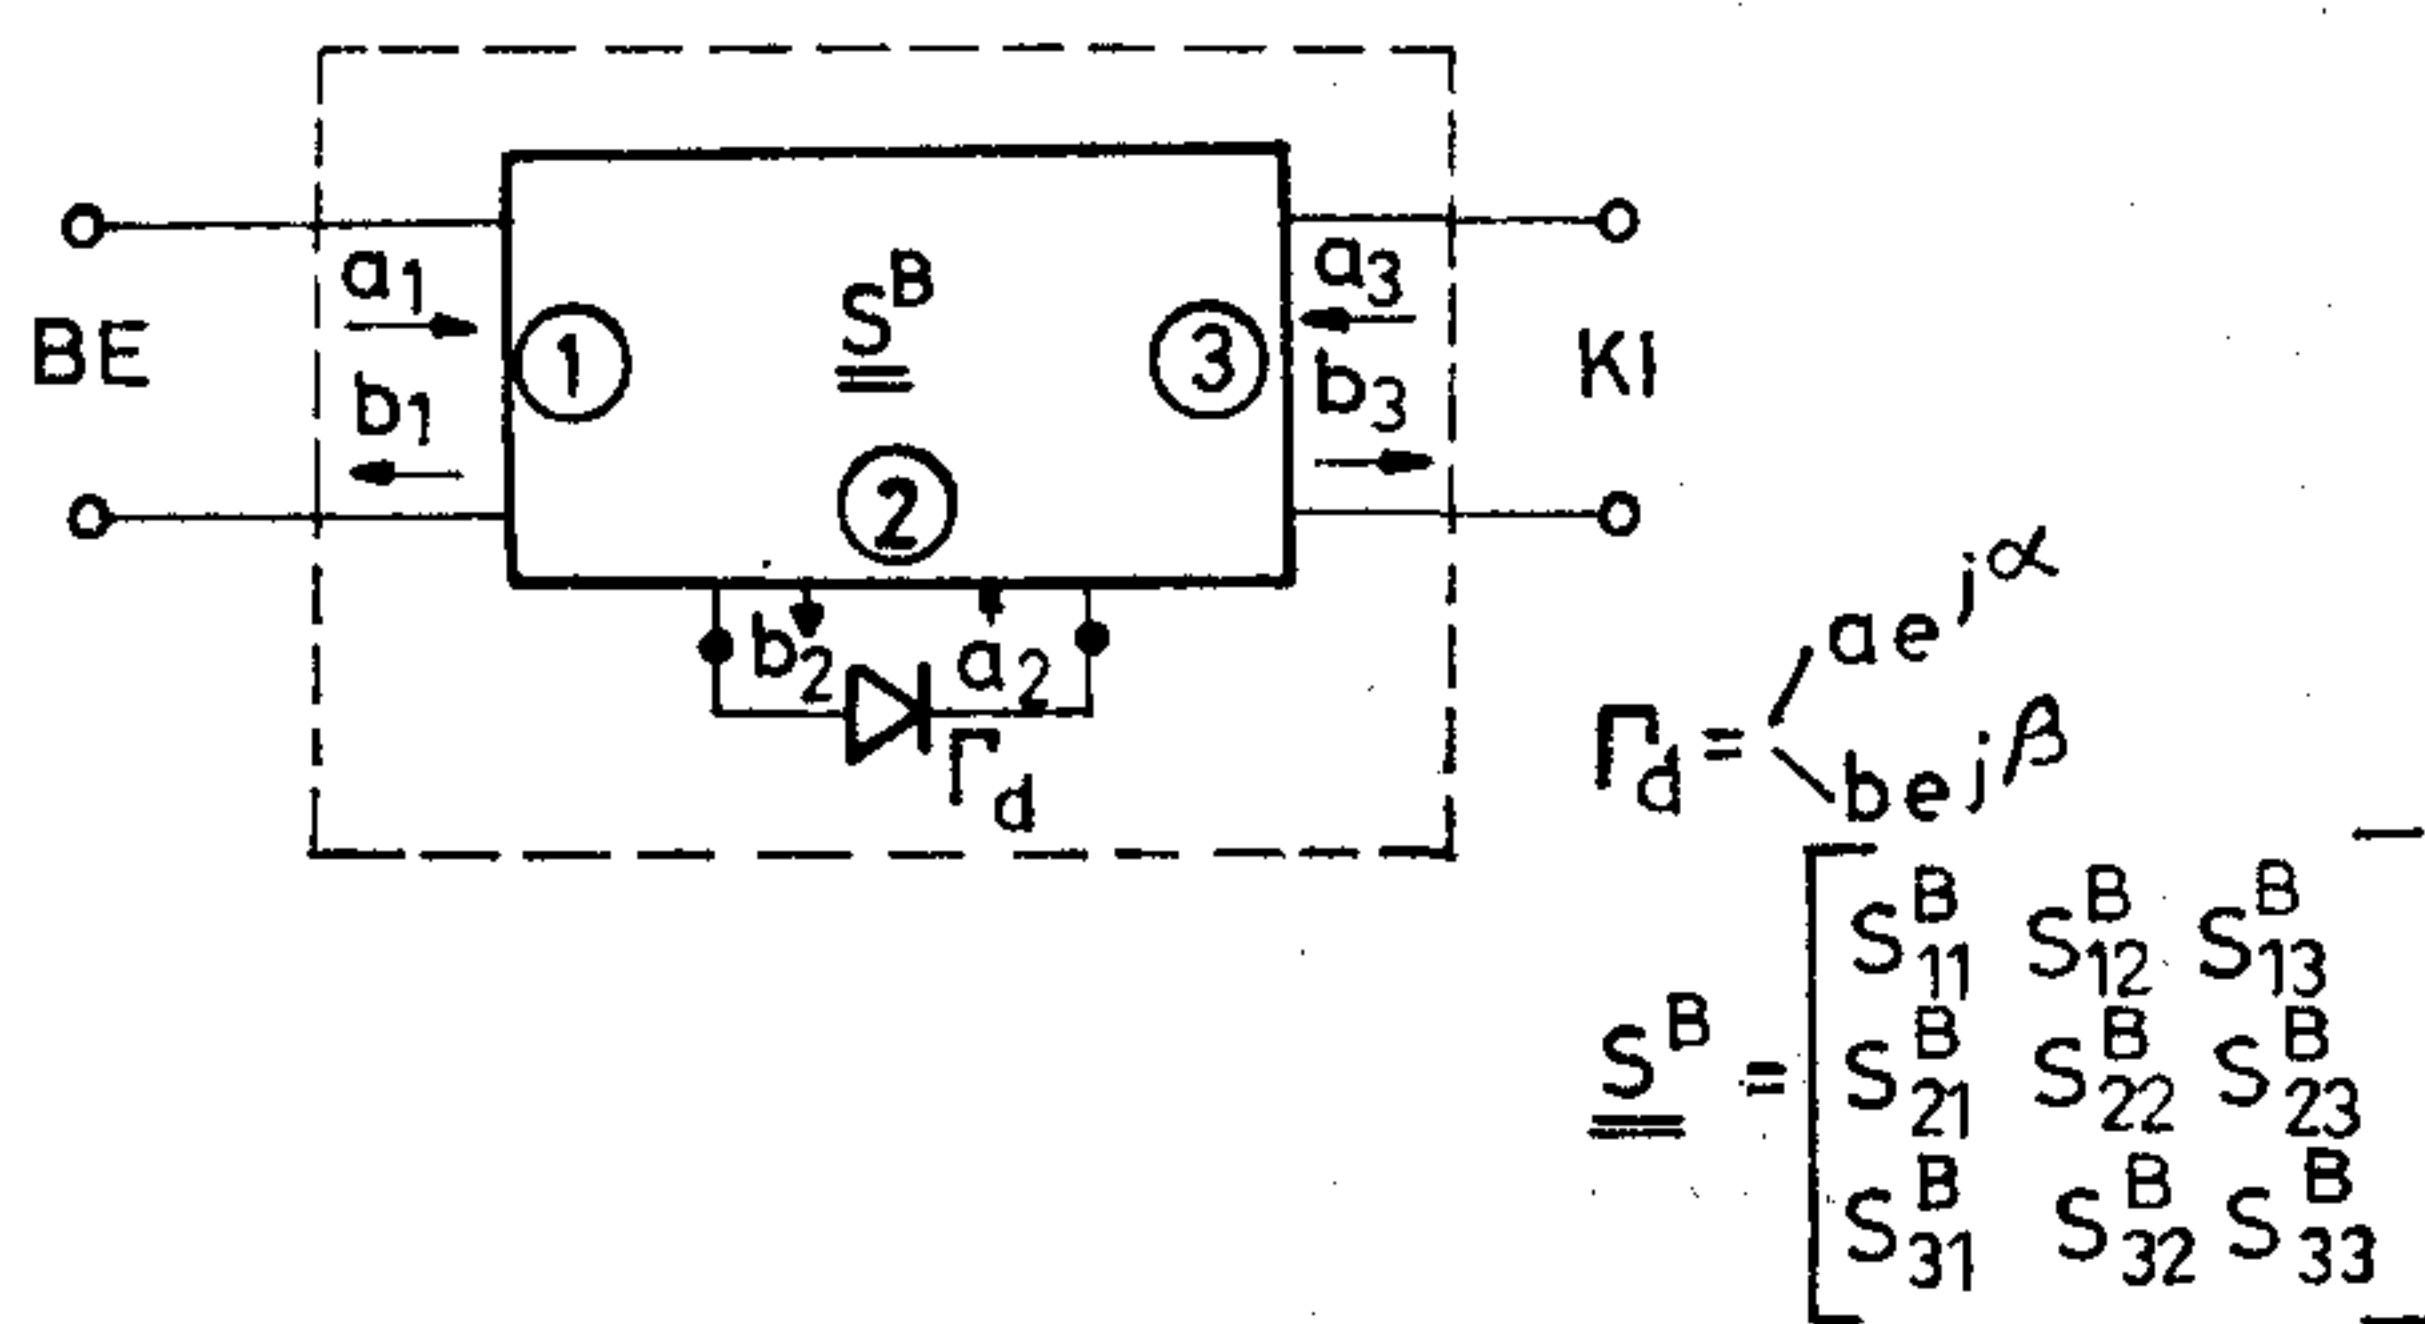 BE
a1
b1
S^B
1
2
3
a3
b3
KI
b2
a2
Γd
Γd = ae^jα
be^jβ
S^B =
S^B_11 S^B_12 S^B_13
S^B_21 S^B_22 S^B_23
S^B_31 S^B_32 S^B_33